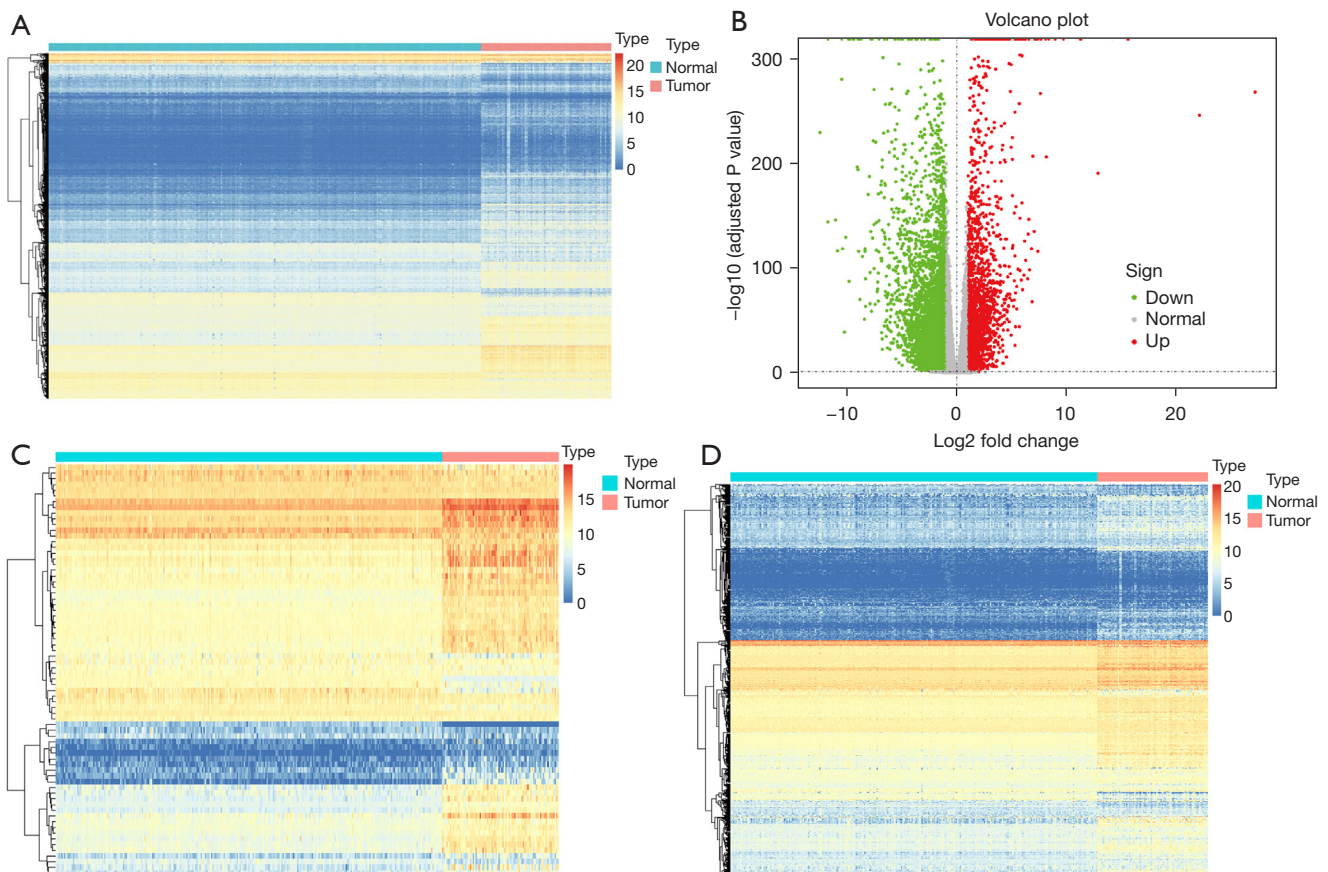 A
Type
20
15
10
5
0
Type
Normal
Tumor
B
Volcano plot
−log10 (adjusted P value)
300
200
100
0
Sign
Down
Normal
Up
−10
0
10
20
Log2 fold change
C
Type
15
10
5
0
Type
Normal
Tumor
D
Type
20
15
10
5
0
Type
Normal
Tumor